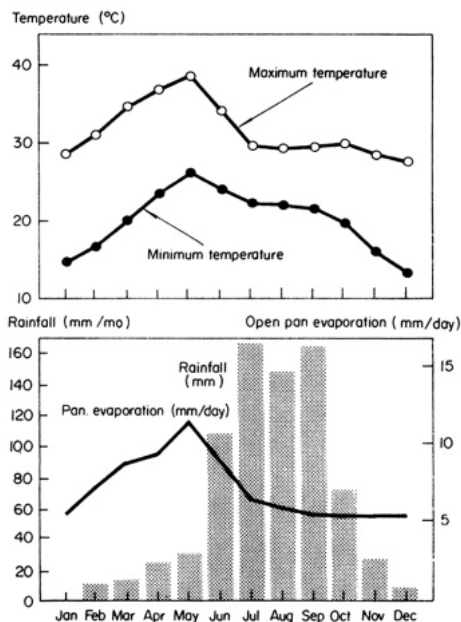 Temperature (°C)
40
Maximum temperature
30
20
Minimum temperature
10
Rainfall (mm/mo) Open pan evaporation (mm/day)
160 Rainfall 15
(mm)
140
120 Pan. evaporation (mm/day)
100 10
80
60
5
40
20
0
Jan Feb Mar Apr May Jun Jul Aug Sep Oct Nov Dec